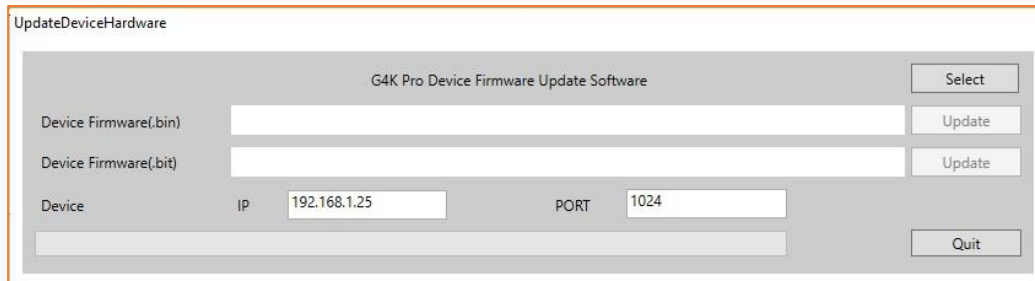 UpdateDeviceHardware
G4K Pro Device Firmware Update Software Select
Device Firmware(.bin) Update
Device Firmware(.bit) Update
Device IP 192.168.1.25 PORT 1024
Quit